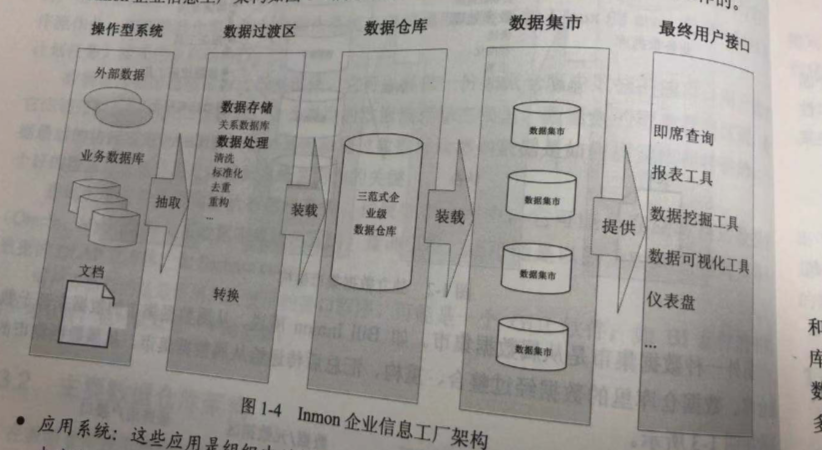 操作型系统
数据过渡区
数据仓库
数据集市
最终用户接口
外部数据
业务数据库
文档
抽取
数据存储
关系数据库
数据处理
清洗
标准化
去重
重构
...
转换
装载
三范式企
业级
数据仓库
装载
数据集市
数据集市
数据集市
数据集市
提供
即席查询
报表工具
数据挖掘工具
数据可视化工具
仪表盘
...
图 1-4 Inmon 企业信息工厂架构
• 应用系统：这些应用是组织
和
库
数
多